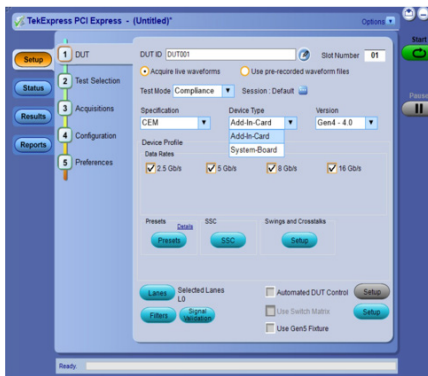 TekExpress PCI Express - (Untitled)*
Options
Start
Setup
Status
Results
Reports
Pause
1 DUT
2 Test Selection
3 Acquisitions
4 Configuration
5 Preferences
DUT ID DUT001
Slot Number 01
Acquire live waveforms
Use pre-recorded waveform files
Test Mode Compliance
Session : Default
Specification
Device Type
Version
CEM
Add-In-Card
Gen4 - 4.0
Add-In-Card
System-Board
Device Profile
Data Rates
2.5 Gb/s
5 Gb/s
8 Gb/s
16 Gb/s
Presets
Details
SSC
Swings and Crosstalks
Presets
SSC
Setup
Lanes
Selected Lanes
L0
Filters
Signal Validation
Automated DUT Control
Setup
Use Switch Matrix
Setup
Use Gen5 Fixture
Ready.